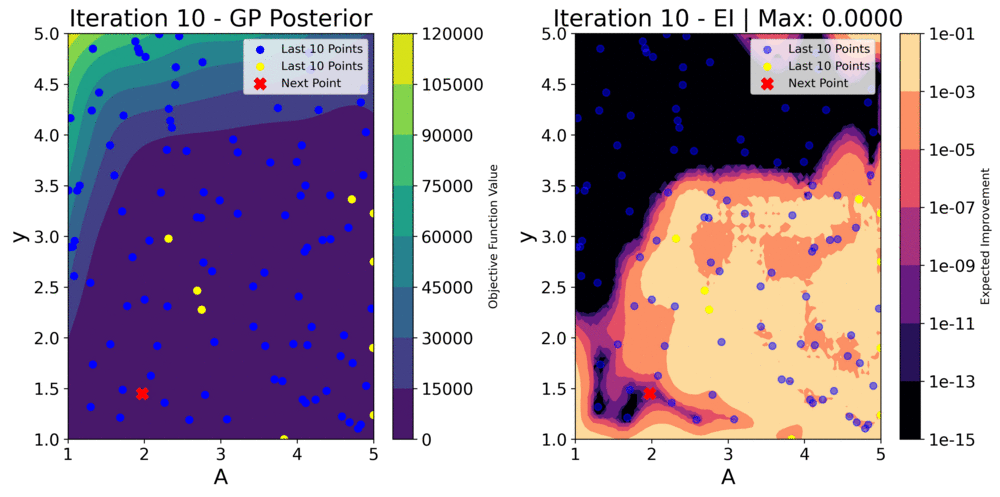 Iteration 10 - GP Posterior
5.0
4.5
4.0
3.5
3.0
2.5
2.0
1.5
1.0
y
1
2
3
4
5
A
Last 10 Points
Last 10 Points
Next Point
120000
105000
90000
75000
60000
45000
30000
15000
0
Objective Function Value
Iteration 10 - EI | Max: 0.0000
5.0
4.5
4.0
3.5
3.0
2.5
2.0
1.5
1.0
y
1
2
3
4
5
A
Last 10 Points
Last 10 Points
Next Point
1e-01
1e-03
1e-05
1e-07
1e-09
1e-11
1e-13
1e-15
Expected Improvement